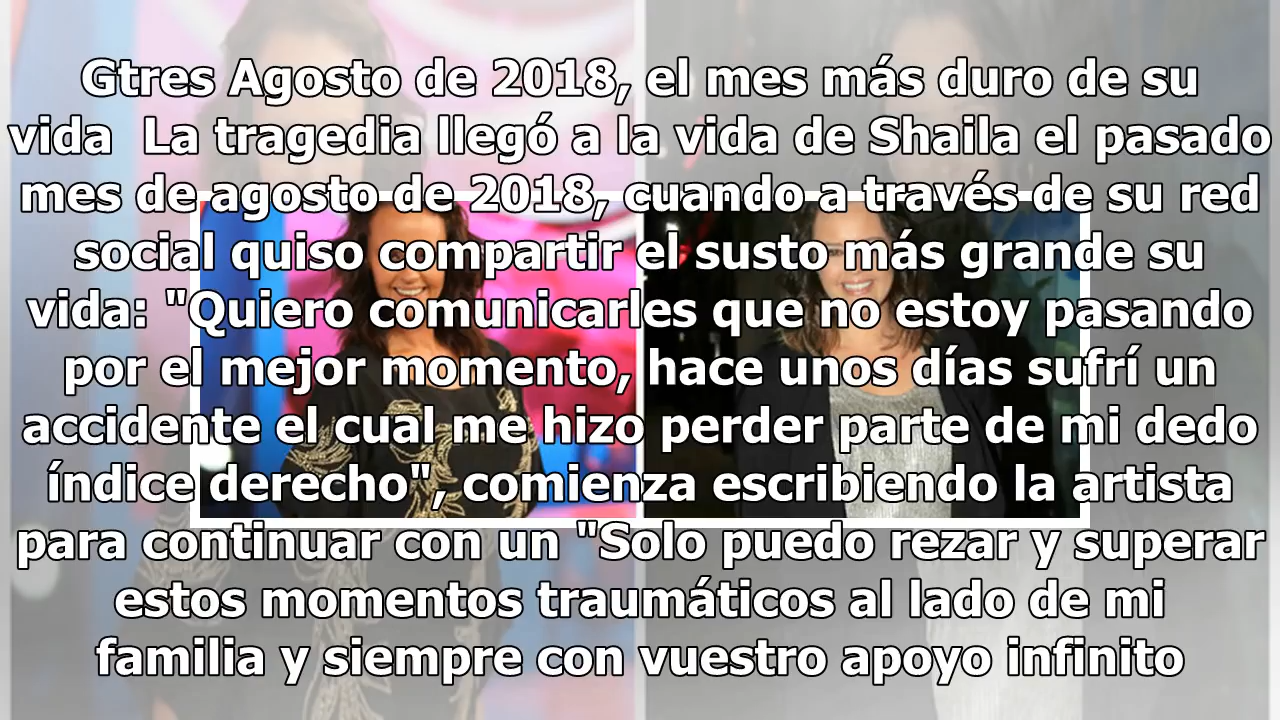 Gtres Agosto de 2018, el mes más duro de su
vida  La tragedia llegó a la vida de Shaila el pasado
mes de agosto de 2018, cuando a través de su red
social quiso compartir el susto más grande su
vida: "Quiero comunicarles que no estoy pasando
por el mejor momento, hace unos días sufrí un
accidente el cual me hizo perder parte de mi dedo
índice derecho", comienza escribiendo la artista
para continuar con un "Solo puedo rezar y superar
estos momentos traumáticos al lado de mi
familia y siempre con vuestro apoyo infinito